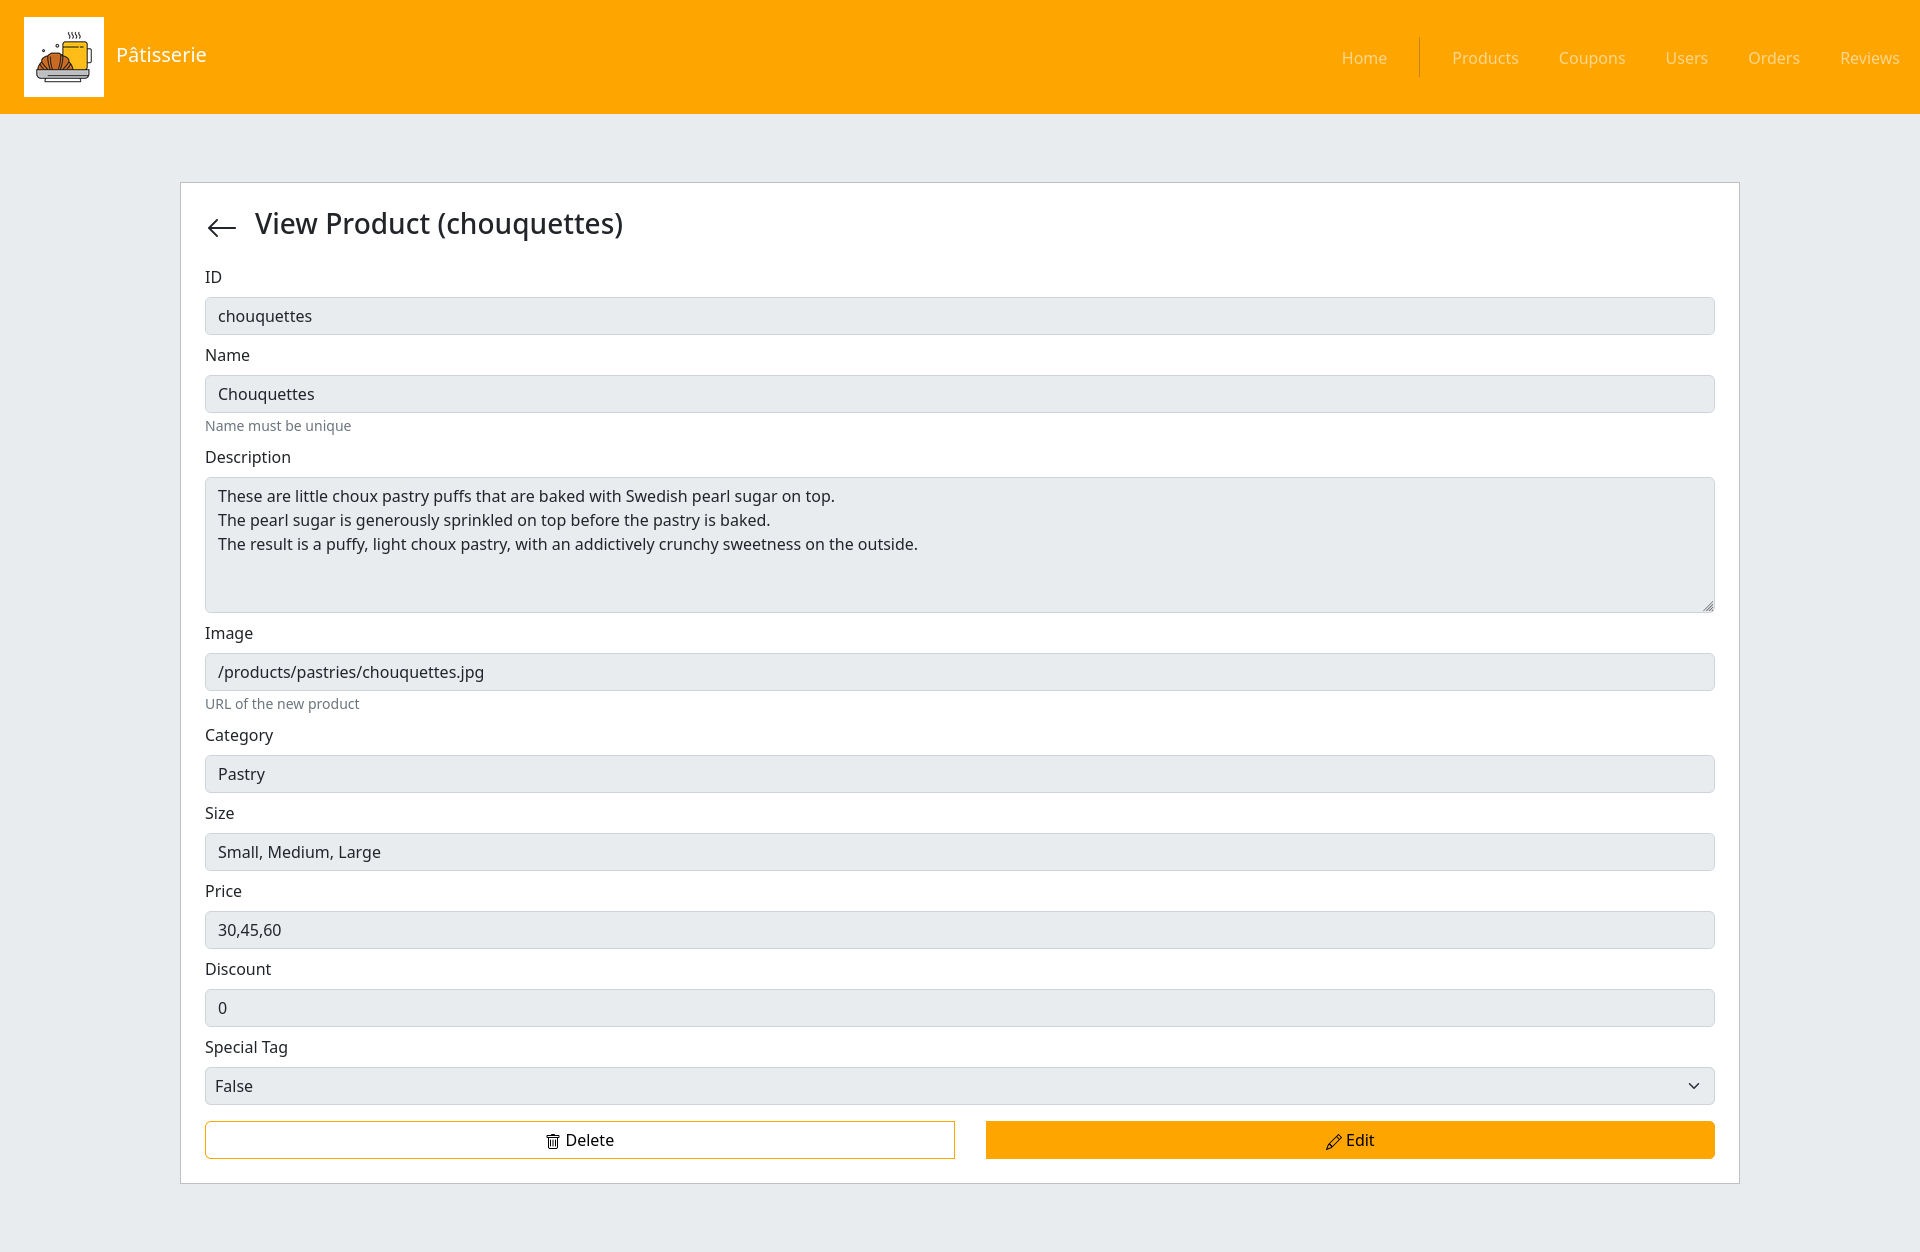 Pâtisserie
Home
Products
Coupons
Users
Orders
Reviews
View Product (chouquettes)
ID
chouquettes
Name
Chouquettes
Name must be unique
Description
These are little choux pastry puffs that are baked with Swedish pearl sugar on top.
The pearl sugar is generously sprinkled on top before the pastry is baked.
The result is a puffy, light choux pastry, with an addictively crunchy sweetness on the outside.
Image
/products/pastries/chouquettes.jpg
URL of the new product
Category
Pastry
Size
Small, Medium, Large
Price
30,45,60
Discount
0
Special Tag
False
Delete
Edit